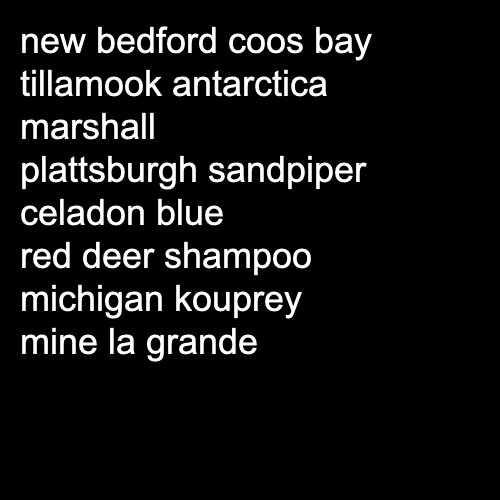 new bedford coos bay
tillamook antarctica
marshall
plattsburgh sandpiper
celadon blue
red deer shampoo
michigan kouprey
mine la grande